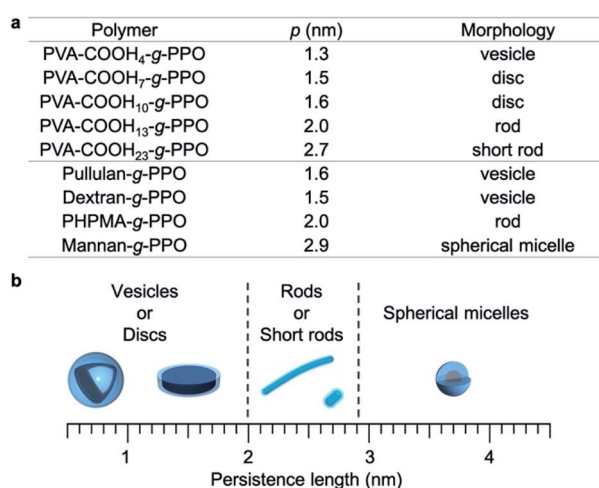 a
Polymer p (nm) Morphology
PVA-COOH₄-g-PPO 1.3 vesicle
PVA-COOH₇-g-PPO 1.5 disc
PVA-COOH₁₀-g-PPO 1.6 disc
PVA-COOH₁₃-g-PPO 2.0 rod
PVA-COOH₂₃-g-PPO 2.7 short rod
Pullulan-g-PPO 1.6 vesicle
Dextran-g-PPO 1.5 vesicle
PHPMA-g-PPO 2.0 rod
Mannan-g-PPO 2.9 spherical micelle
b
Vesicles
or
Discs
Rods
or
Short rods
Spherical micelles
1 2 3 4
Persistence length (nm)